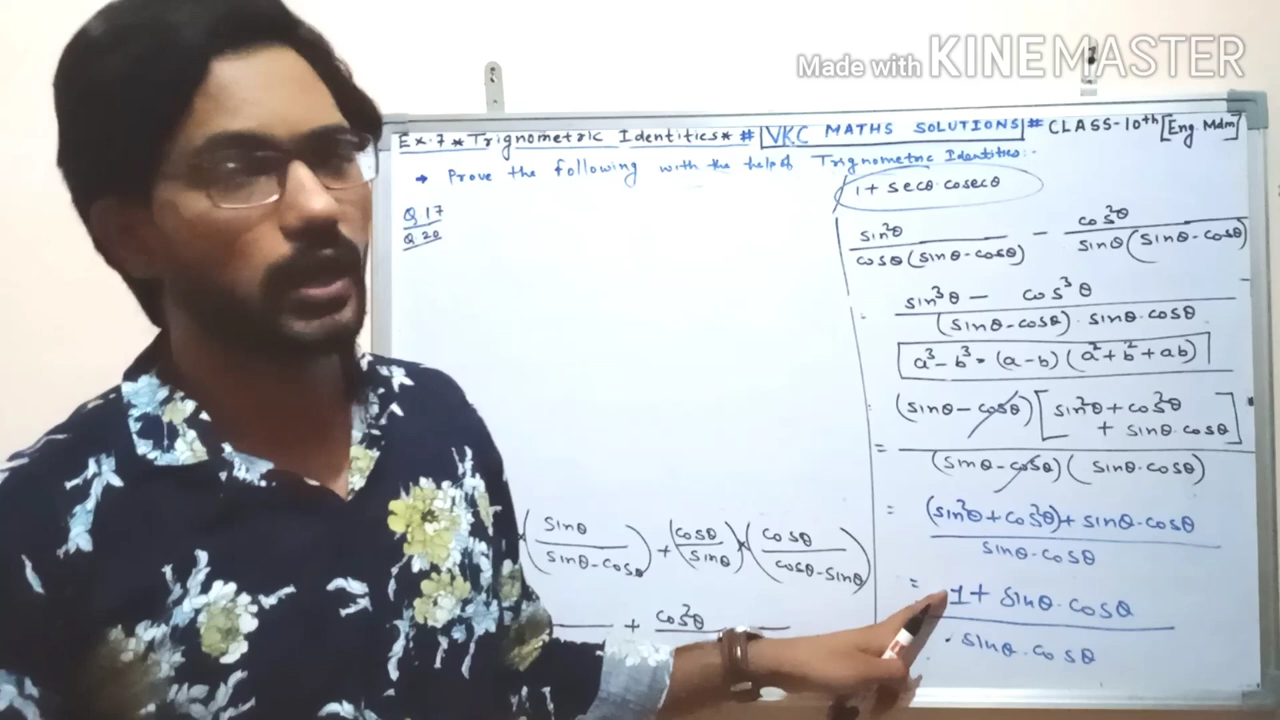 Made with KINEMASTER
Ex.7 * Trignometric Identities * # VKC MATHS SOLUTIONS # CLASS-10th [Eng. Mdm]
→ Prove the following with the help of Trignometric Identities:-
Q 17
Q 20
(sinθ / sinθ-cosθ) + (cosθ / sinθ) × (cosθ / cosθ-sinθ)
+ cos²θ
1 + secθ·cosecθ
sin²θ / cosθ(sinθ-cosθ) - cos²θ / sinθ(sinθ-cosθ)
sin³θ - cos³θ
(sinθ-cosθ)·sinθ·cosθ
a³-b³ = (a-b)(a²+b²+ab)
(sinθ-cosθ)[sin²θ+cos²θ
+ sinθ·cosθ]
=
(sinθ-cosθ)(sinθ·cosθ)
= (sin²θ+cos²θ)+sinθ·cosθ
sinθ·cosθ
= 1+ sinθ·cosθ
sinθ·cosθ